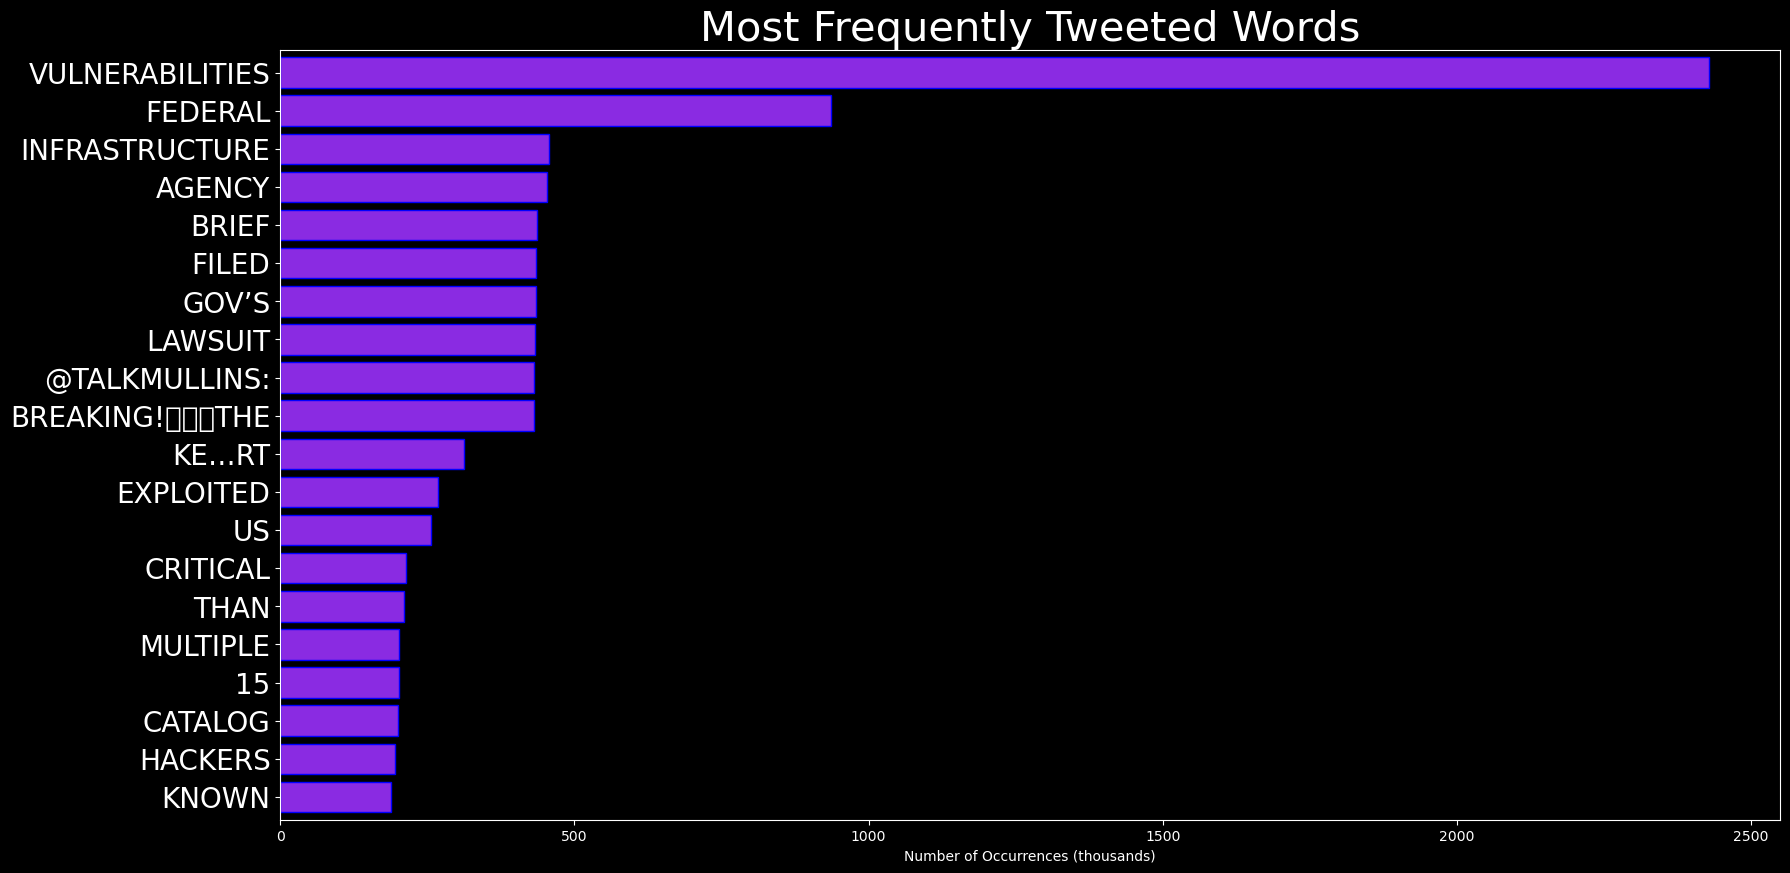 Most Frequently Tweeted Words
VULNERABILITIES
FEDERAL
INFRASTRUCTURE
AGENCY
BRIEF
FILED
GOV’S
LAWSUIT
@TALKMULLINS:
BREAKING!▯▯▯THE
KE…RT
EXPLOITED
US
CRITICAL
THAN
MULTIPLE
15
CATALOG
HACKERS
KNOWN
0 500 1000 1500 2000 2500
Number of Occurrences (thousands)